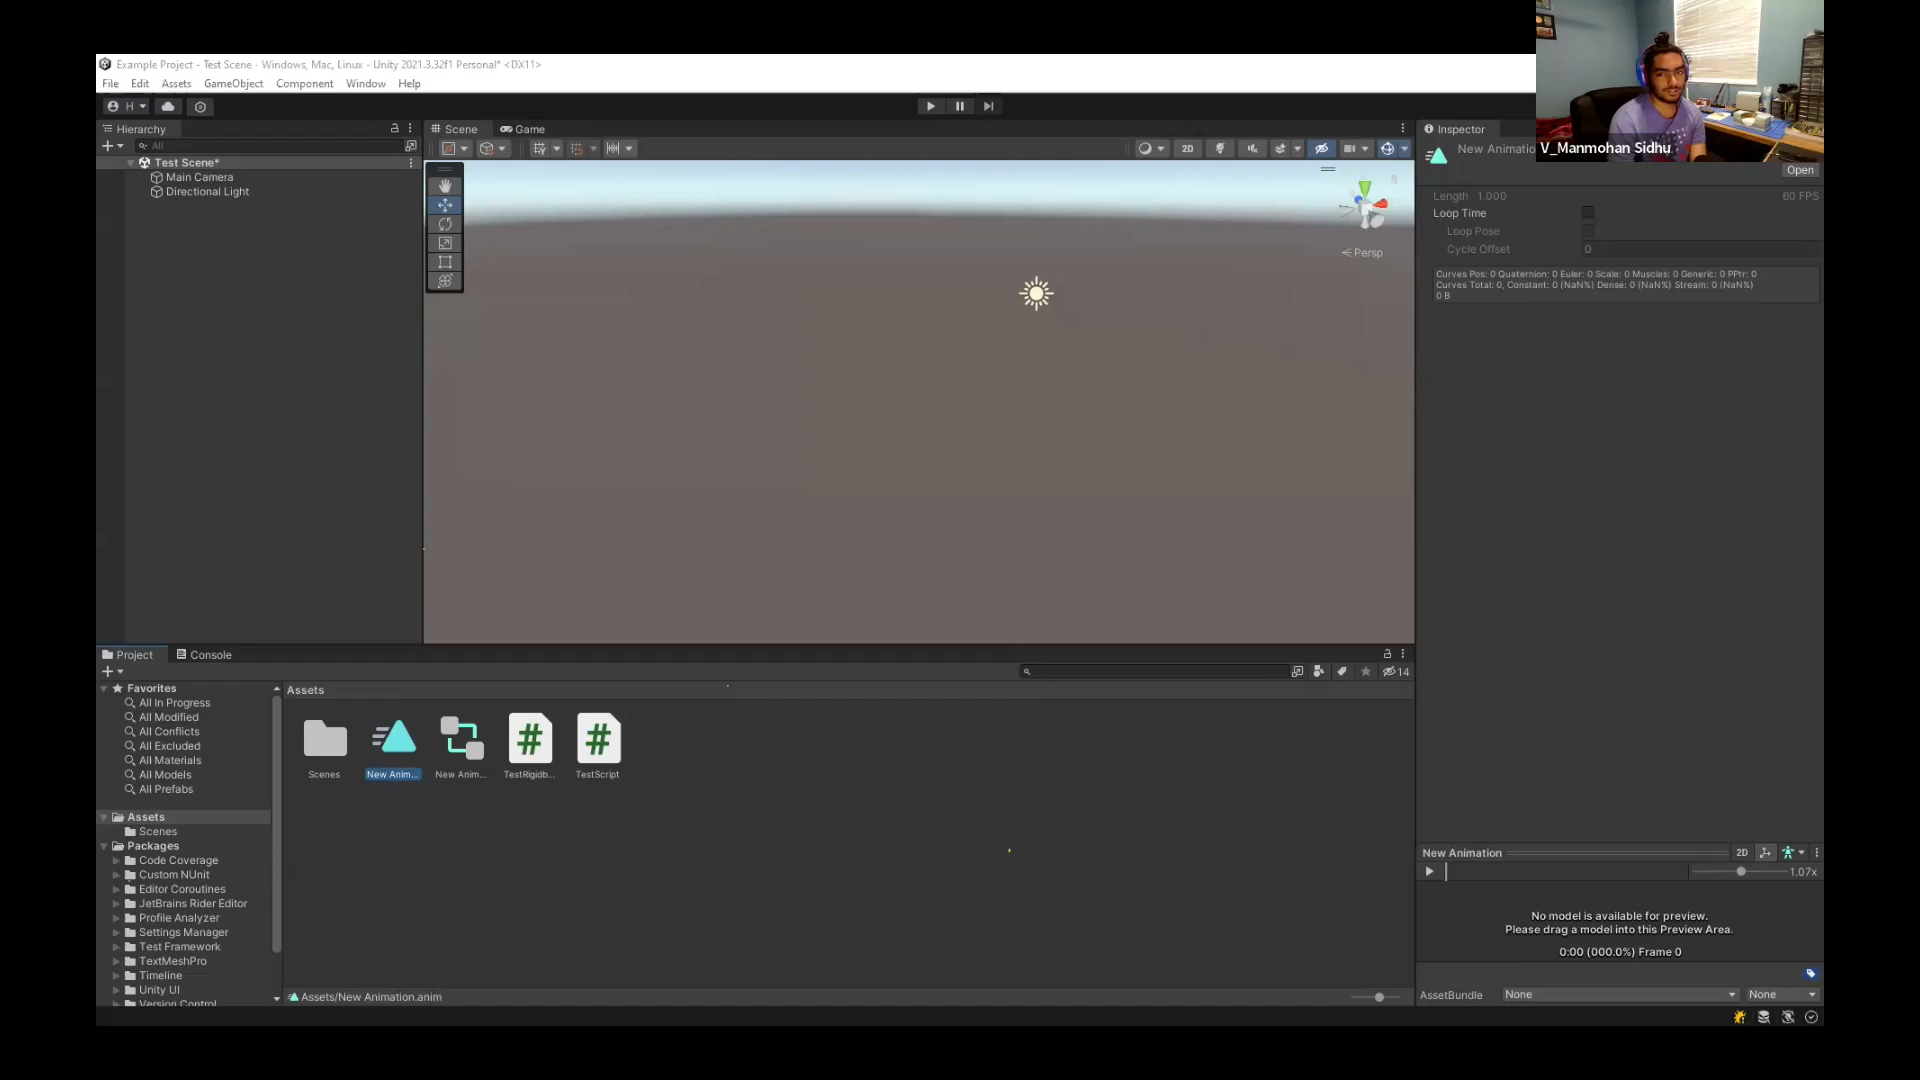 Example Project - Test Scene - Windows, Mac, Linux - Unity 2021.3.32f1 Personal* <DX11>
File Edit Assets GameObject Component Window Help
H
Hierarchy
All
Test Scene*
Main Camera
Directional Light
Scene Game
2D
Persp
V_Manmohan Sidhu
Inspector
New Animatio
Open
Length 1.000 60 FPS
Loop Time
Loop Pose
Cycle Offset 0
Curves Pos: 0 Quaternion: 0 Euler: 0 Scale: 0 Muscles: 0 Generic: 0 PPtr: 0
Curves Total: 0, Constant: 0 (NaN%) Dense: 0 (NaN%) Stream: 0 (NaN%)
0 B
Project Console
14
Favorites
All In Progress
All Modified
All Conflicts
All Excluded
All Materials
All Models
All Prefabs
Assets
Scenes
Packages
Code Coverage
Custom NUnit
Editor Coroutines
JetBrains Rider Editor
Profile Analyzer
Settings Manager
Test Framework
TextMeshPro
Timeline
Unity UI
Version Control
Assets
Scenes New Anim... New Anim... TestRigidb... TestScript
Assets/New Animation.anim
New Animation 2D
1.07x
No model is available for preview.
Please drag a model into this Preview Area.
0:00 (000.0%) Frame 0
AssetBundle None None